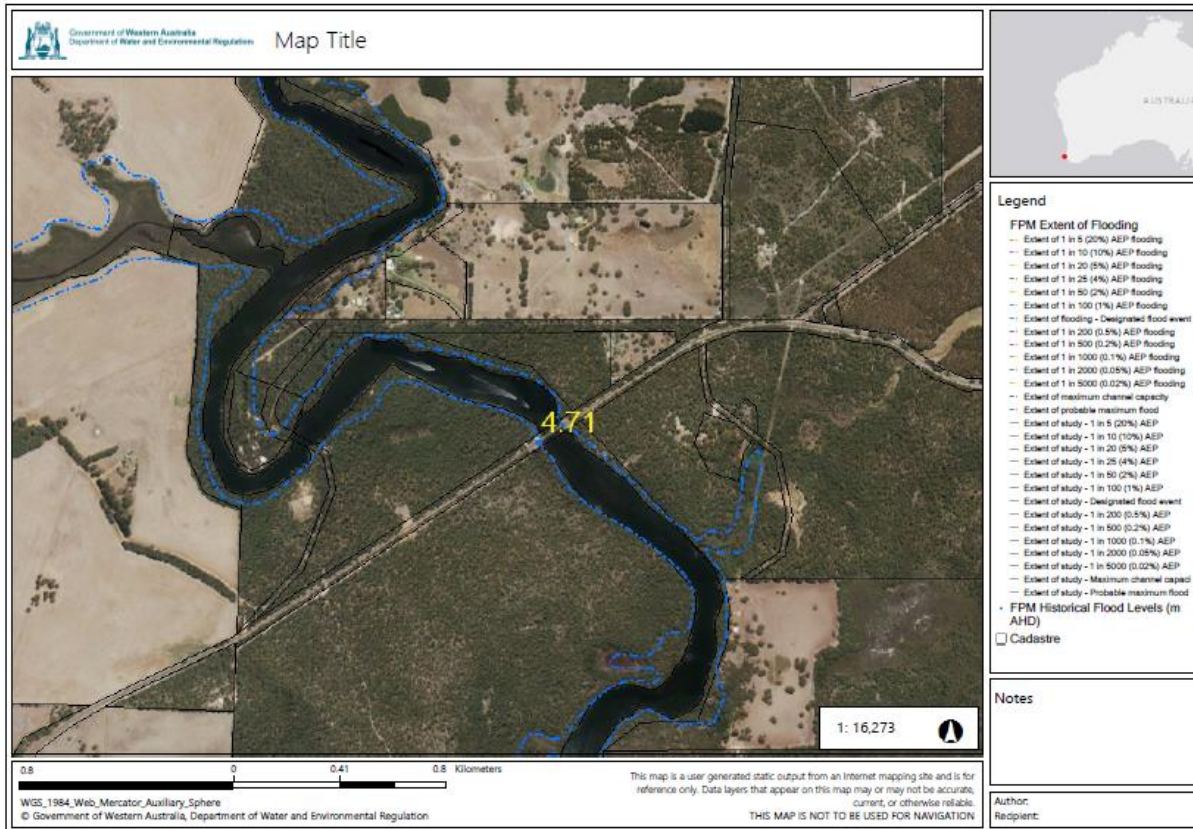 Government of Western Australia
Department of Water and Environmental Regulation
Map Title
AUSTRALIA
4.71
1: 16,273
Legend
FPM Extent of Flooding
Extent of 1 in 5 (20%) AEP flooding
Extent of 1 in 10 (10%) AEP flooding
Extent of 1 in 20 (5%) AEP flooding
Extent of 1 in 25 (4%) AEP flooding
Extent of 1 in 50 (2%) AEP flooding
Extent of 1 in 100 (1%) AEP flooding
Extent of flooding - Designated flood event
Extent of 1 in 200 (0.5%) AEP flooding
Extent of 1 in 500 (0.2%) AEP flooding
Extent of 1 in 1000 (0.1%) AEP flooding
Extent of 1 in 2000 (0.05%) AEP flooding
Extent of 1 in 5000 (0.02%) AEP flooding
Extent of maximum channel capacity
Extent of probable maximum flood
Extent of study - 1 in 5 (20%) AEP
Extent of study - 1 in 10 (10%) AEP
Extent of study - 1 in 20 (5%) AEP
Extent of study - 1 in 25 (4%) AEP
Extent of study - 1 in 50 (2%) AEP
Extent of study - 1 in 100 (1%) AEP
Extent of study - Designated flood event
Extent of study - 1 in 200 (0.5%) AEP
Extent of study - 1 in 500 (0.2%) AEP
Extent of study - 1 in 1000 (0.1%) AEP
Extent of study - 1 in 2000 (0.05%) AEP
Extent of study - 1 in 5000 (0.02%) AEP
Extent of study - Maximum channel capaci
Extent of study - Probable maximum flood
FPM Historical Flood Levels (m
AHD)
Cadastre
Notes
0.8 0 0.41 0.8 Kilometers
WGS_1984_Web_Mercator_Auxiliary_Sphere
© Government of Western Australia, Department of Water and Environmental Regulation
This map is a user generated static output from an Internet mapping site and is for
reference only. Data layers that appear on this map may or may not be accurate,
current, or otherwise reliable.
THIS MAP IS NOT TO BE USED FOR NAVIGATION
Author:
Recipient: